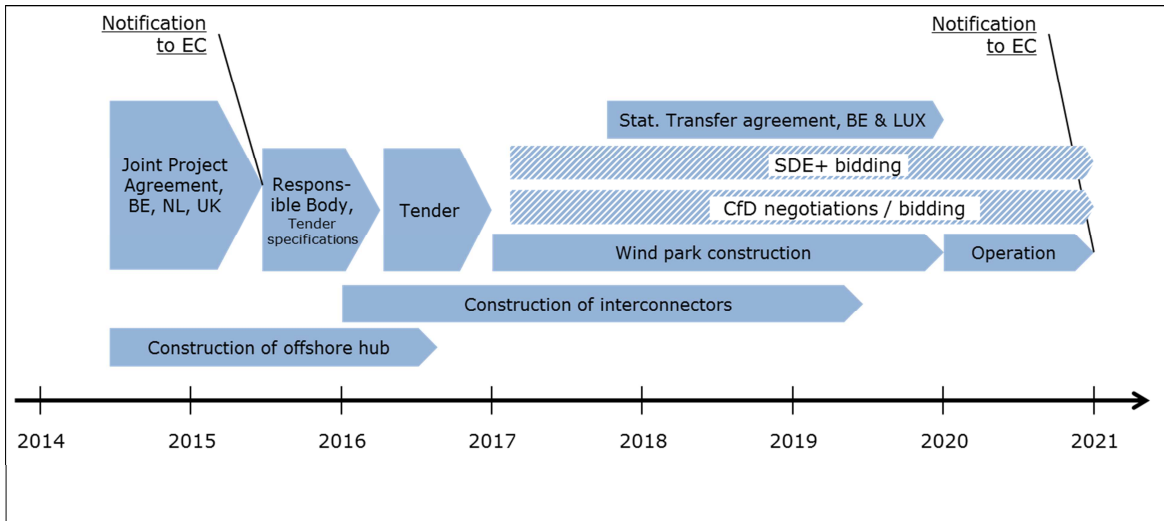 Notification
to EC
Notification
to EC
Stat. Transfer agreement, BE & LUX
Joint Project
Agreement,
BE, NL, UK
Respons-
ible Body,
Tender
specifications
Tender
SDE+ bidding
CfD negotiations / bidding
Wind park construction
Operation
Construction of interconnectors
Construction of offshore hub
2014 2015 2016 2017 2018 2019 2020 2021